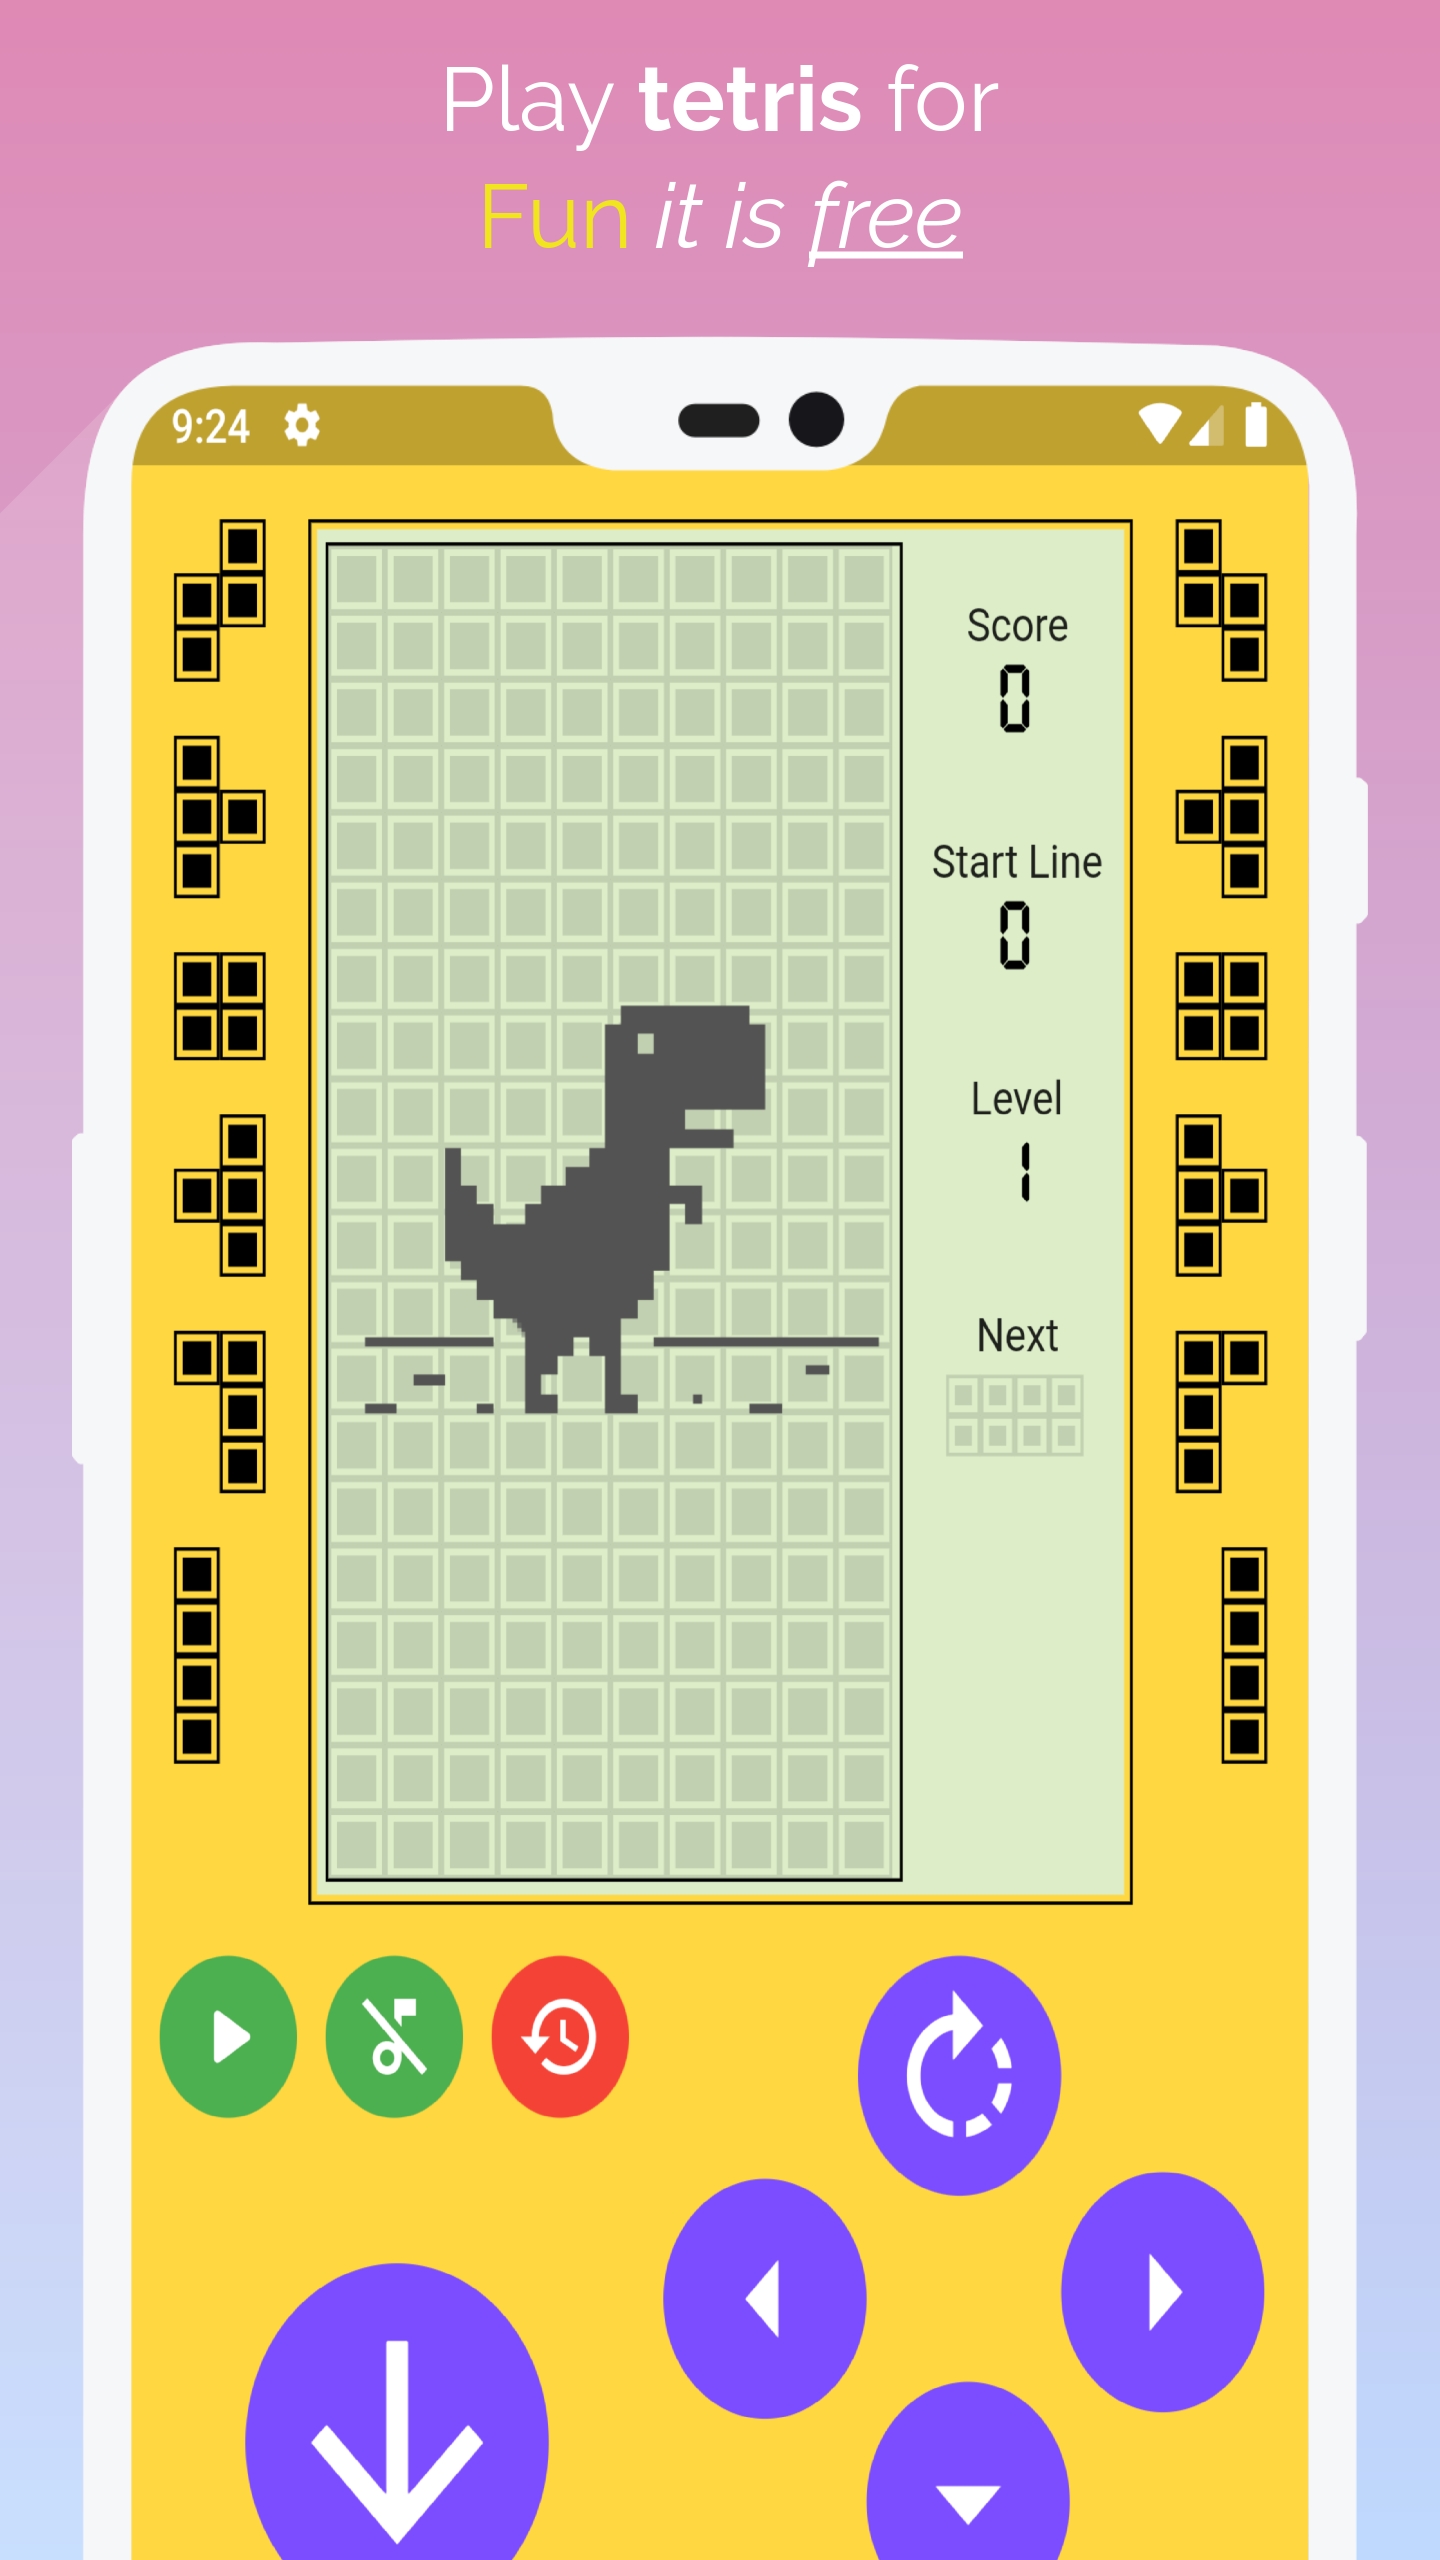 Play tetris for
Fun it is free
9:24
Score
0
Start Line
0
Level
1
Next